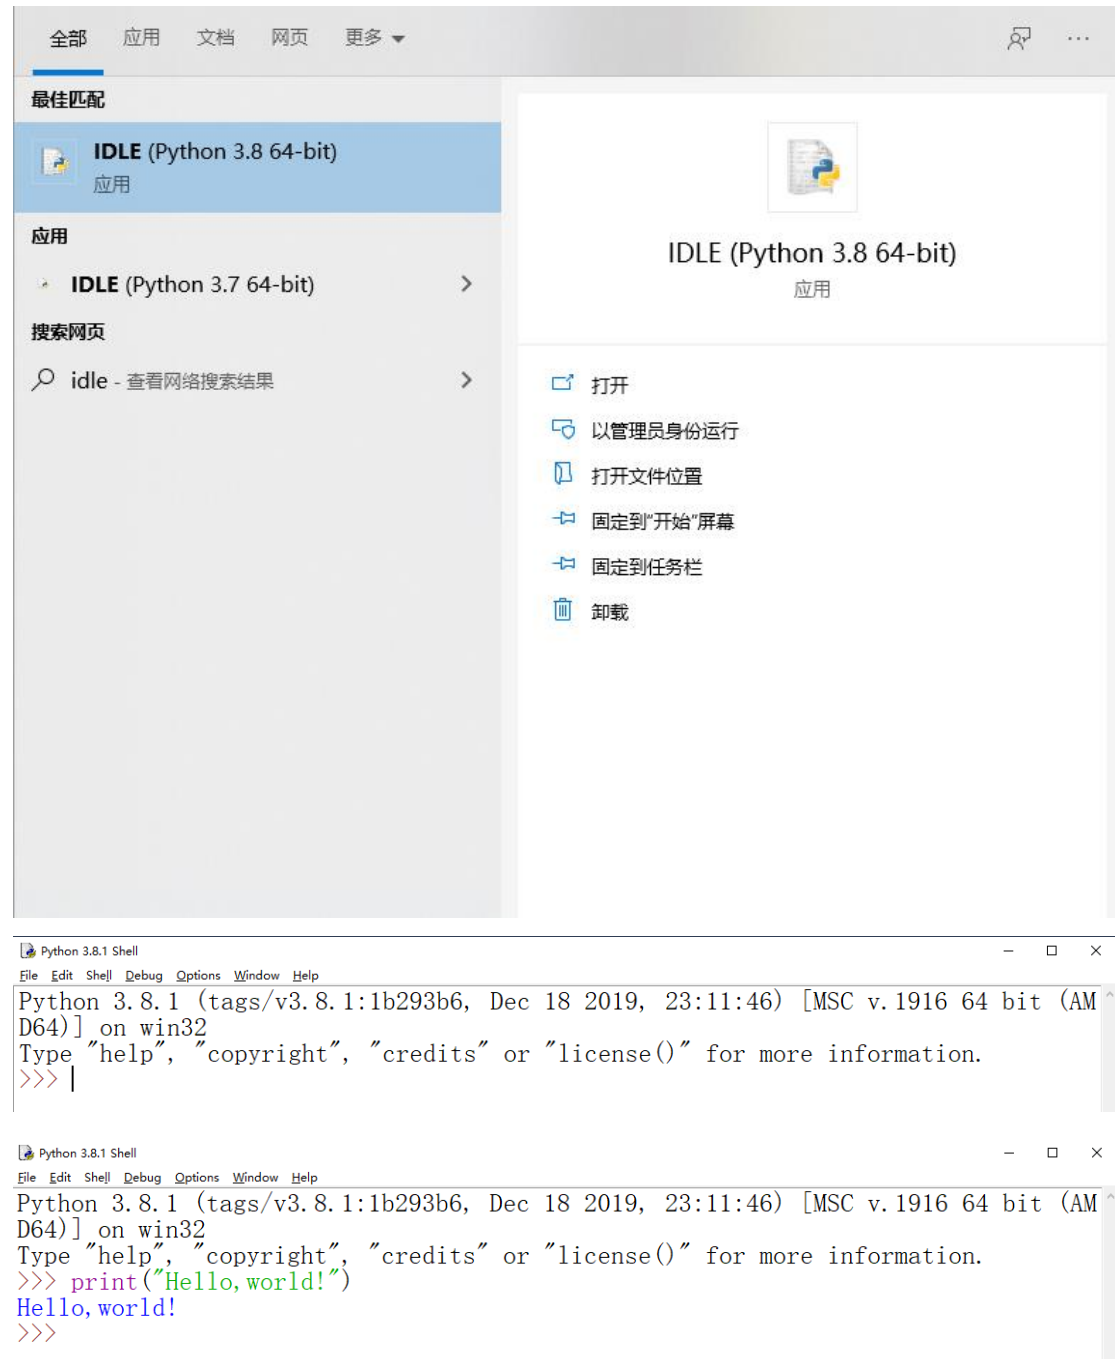 全部 应用 文档 网页 更多
最佳匹配
IDLE (Python 3.8 64-bit)
应用
应用
IDLE (Python 3.7 64-bit)
搜索网页
idle - 查看网络搜索结果
IDLE (Python 3.8 64-bit)
应用
打开
以管理员身份运行
打开文件位置
固定到"开始"屏幕
固定到任务栏
卸载
Python 3.8.1 Shell
File Edit Shell Debug Options Window Help
Python 3.8.1 (tags/v3.8.1:1b293b6, Dec 18 2019, 23:11:46) [MSC v.1916 64 bit (AM
D64)] on win32
Type "help", "copyright", "credits" or "license()" for more information.
>>>
Python 3.8.1 Shell
File Edit Shell Debug Options Window Help
Python 3.8.1 (tags/v3.8.1:1b293b6, Dec 18 2019, 23:11:46) [MSC v.1916 64 bit (AM
D64)] on win32
Type "help", "copyright", "credits" or "license()" for more information.
>>> print("Hello,world!")
Hello,world!
>>>